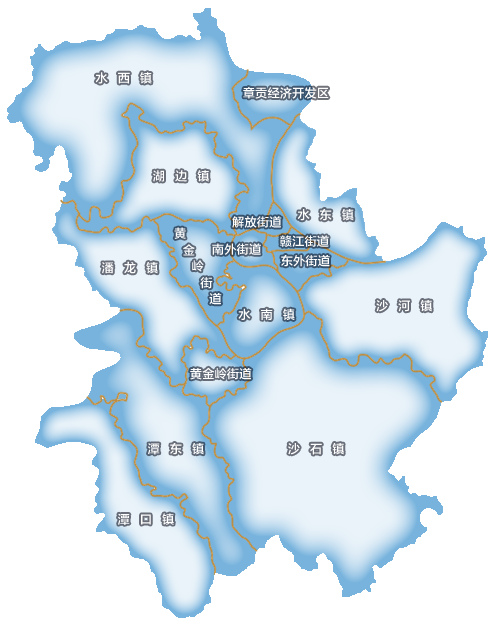 水西镇
章贡经济开发区
湖边镇
水东镇
解放街道
黄金岭街道
南外街道
赣江街道
东外街道
潘龙镇
沙河镇
水南镇
黄金岭街道
潭东镇
沙石镇
潭口镇